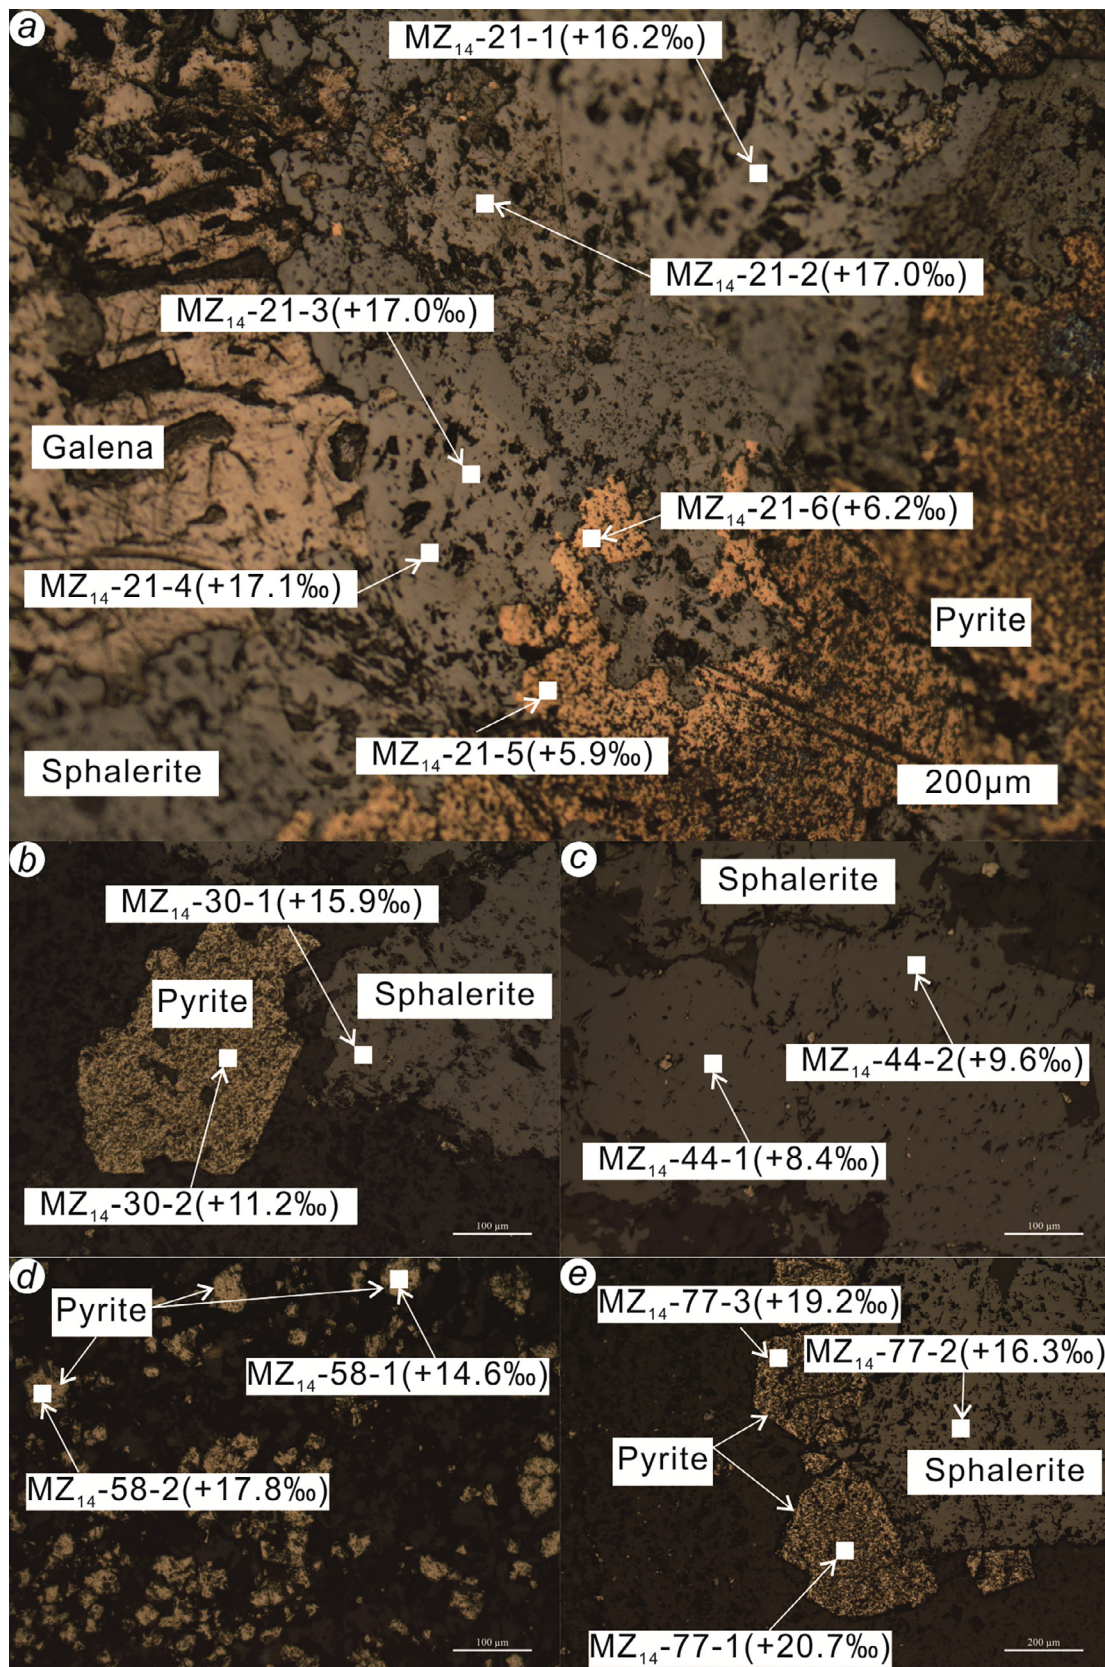 a
MZ14-21-1(+16.2‰)
MZ14-21-2(+17.0‰)
MZ14-21-3(+17.0‰)
Galena
MZ14-21-6(+6.2‰)
MZ14-21-4(+17.1‰)
Pyrite
MZ14-21-5(+5.9‰)
Sphalerite
200µm
b
MZ14-30-1(+15.9‰)
Pyrite
Sphalerite
MZ14-30-2(+11.2‰)
100 µm
c
Sphalerite
MZ14-44-2(+9.6‰)
MZ14-44-1(+8.4‰)
100 µm
d
Pyrite
MZ14-58-1(+14.6‰)
MZ14-58-2(+17.8‰)
100 µm
e
MZ14-77-3(+19.2‰)
MZ14-77-2(+16.3‰)
Pyrite
Sphalerite
MZ14-77-1(+20.7‰)
200 µm